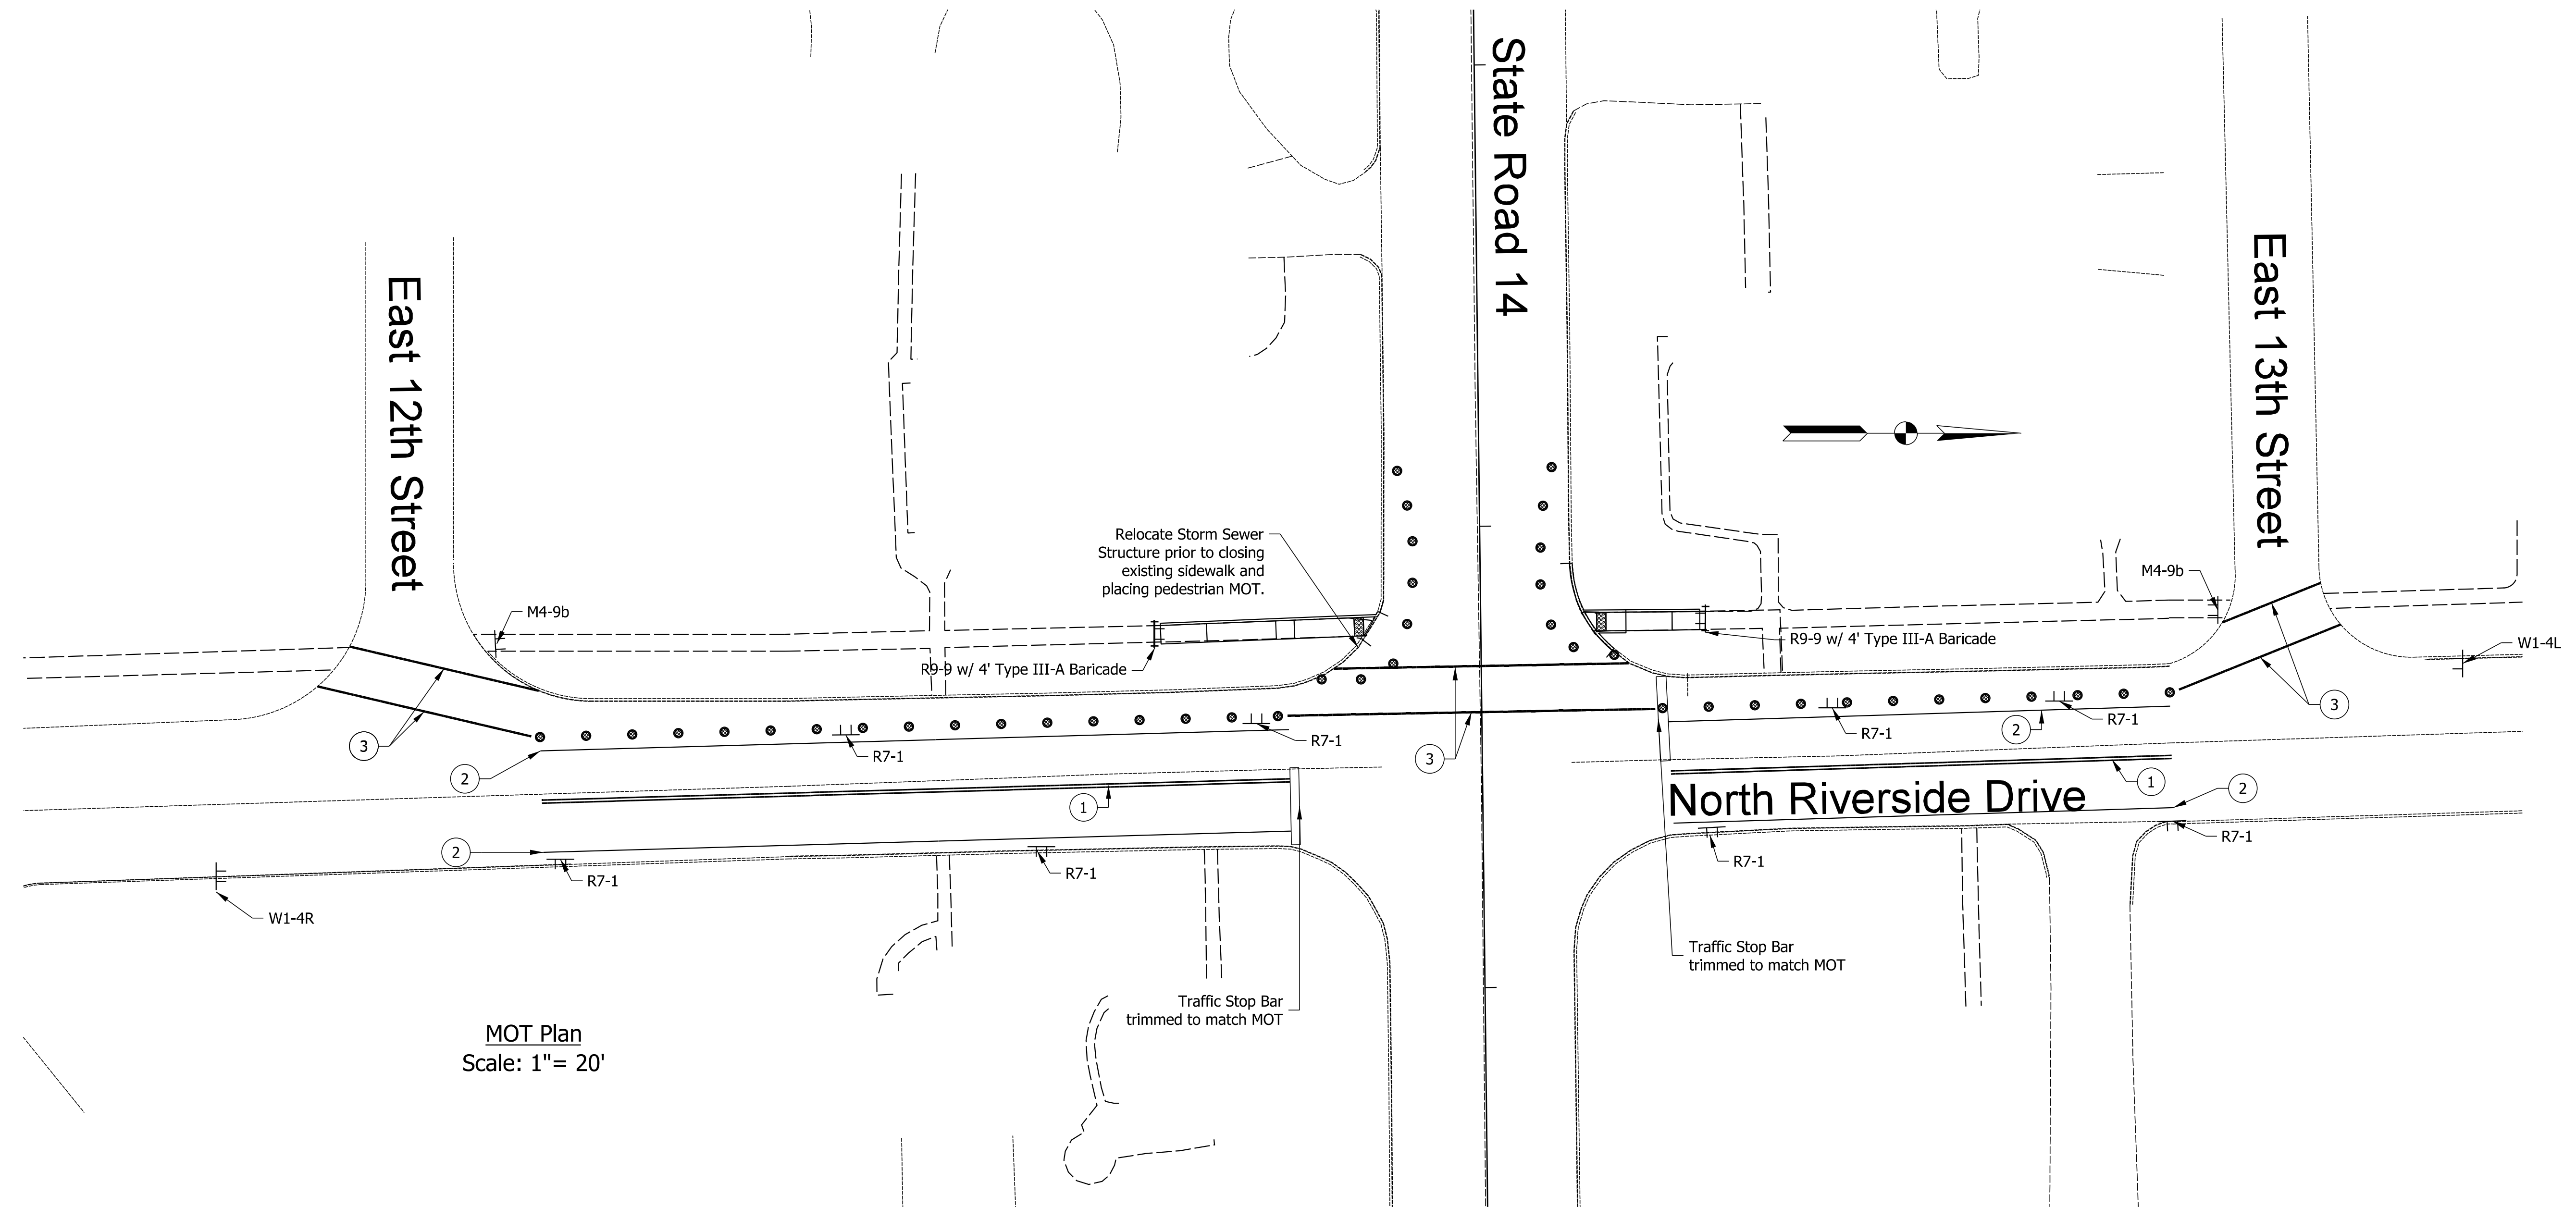 State Road 14
East 12th Street
East 13th Street
Relocate Storm Sewer
Structure prior to closing
existing sidewalk and
placing pedestrian MOT.
M4-9b
M4-9b
R9-9 w/ 4' Type III-A Baricade
R9-9 w/ 4' Type III-A Baricade
W1-4L
3
3
3
2
2
R7-1
R7-1
R7-1
R7-1
1
1
North Riverside Drive
2
2
R7-1
R7-1
R7-1
R7-1
W1-4R
Traffic Stop Bar
trimmed to match MOT
Traffic Stop Bar
trimmed to match MOT
MOT Plan
Scale: 1"= 20'